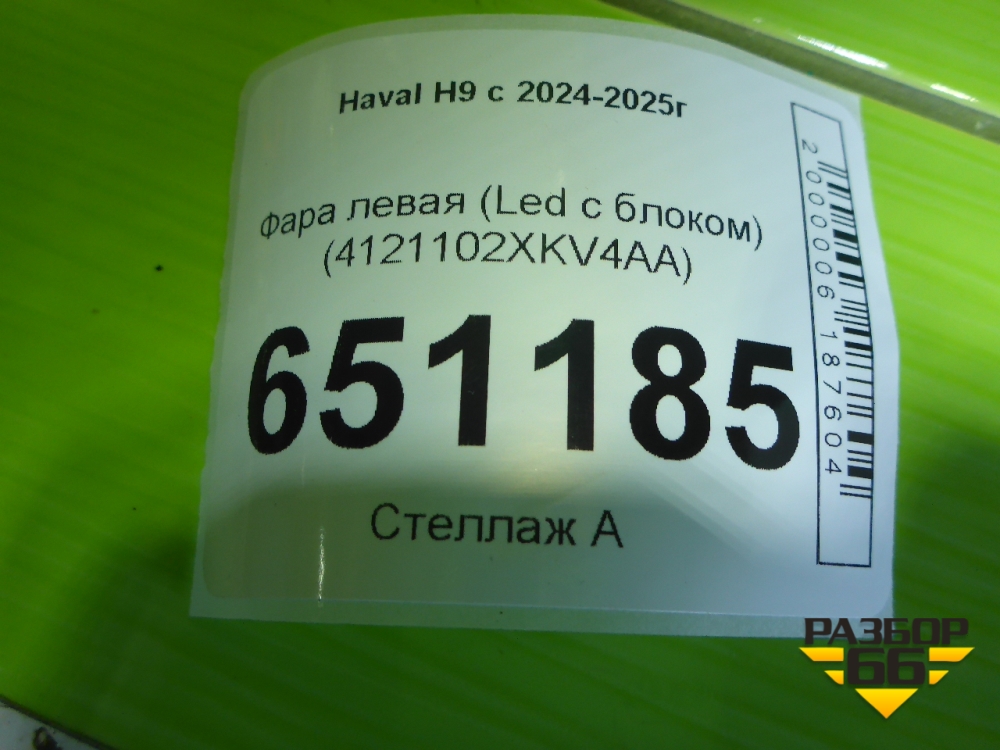 Haval H9 с 2024-2025г
Фара левая (Led с блоком)
(4121102XKV4AA)
651185
Стеллаж А
2000006187604
РАЗБОР
66